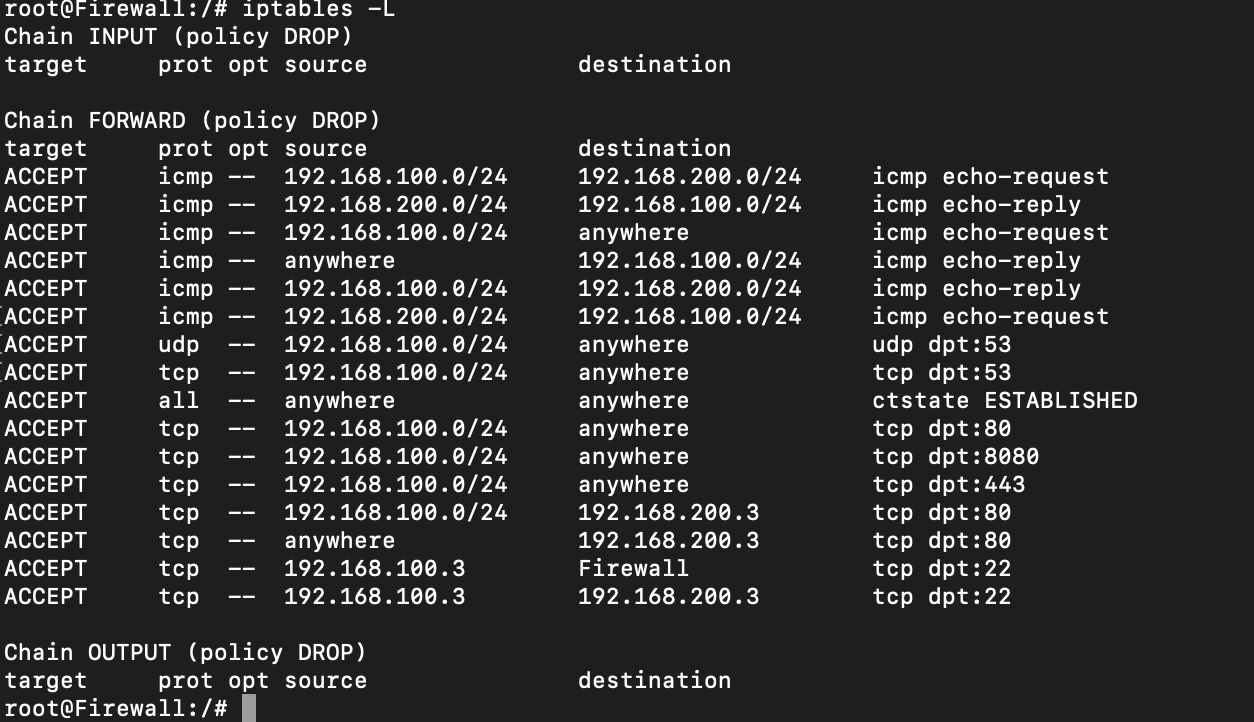 root@Firewall:/# iptables -L
Chain INPUT (policy DROP)
target     prot opt source               destination

Chain FORWARD (policy DROP)
target     prot opt source               destination
ACCEPT     icmp -- 192.168.100.0/24     192.168.200.0/24     icmp echo-request
ACCEPT     icmp -- 192.168.200.0/24     192.168.100.0/24     icmp echo-reply
ACCEPT     icmp -- 192.168.100.0/24     anywhere             icmp echo-request
ACCEPT     icmp -- anywhere             192.168.100.0/24     icmp echo-reply
ACCEPT     icmp -- 192.168.100.0/24     192.168.200.0/24     icmp echo-reply
ACCEPT     icmp -- 192.168.200.0/24     192.168.100.0/24     icmp echo-request
ACCEPT     udp  -- 192.168.100.0/24     anywhere             udp dpt:53
ACCEPT     tcp  -- 192.168.100.0/24     anywhere             tcp dpt:53
ACCEPT     all  -- anywhere             anywhere             ctstate ESTABLISHED
ACCEPT     tcp  -- 192.168.100.0/24     anywhere             tcp dpt:80
ACCEPT     tcp  -- 192.168.100.0/24     anywhere             tcp dpt:8080
ACCEPT     tcp  -- 192.168.100.0/24     anywhere             tcp dpt:443
ACCEPT     tcp  -- 192.168.100.0/24     192.168.200.3        tcp dpt:80
ACCEPT     tcp  -- anywhere             192.168.200.3        tcp dpt:80
ACCEPT     tcp  -- 192.168.100.3        Firewall             tcp dpt:22
ACCEPT     tcp  -- 192.168.100.3        192.168.200.3        tcp dpt:22

Chain OUTPUT (policy DROP)
target     prot opt source               destination
root@Firewall:/#